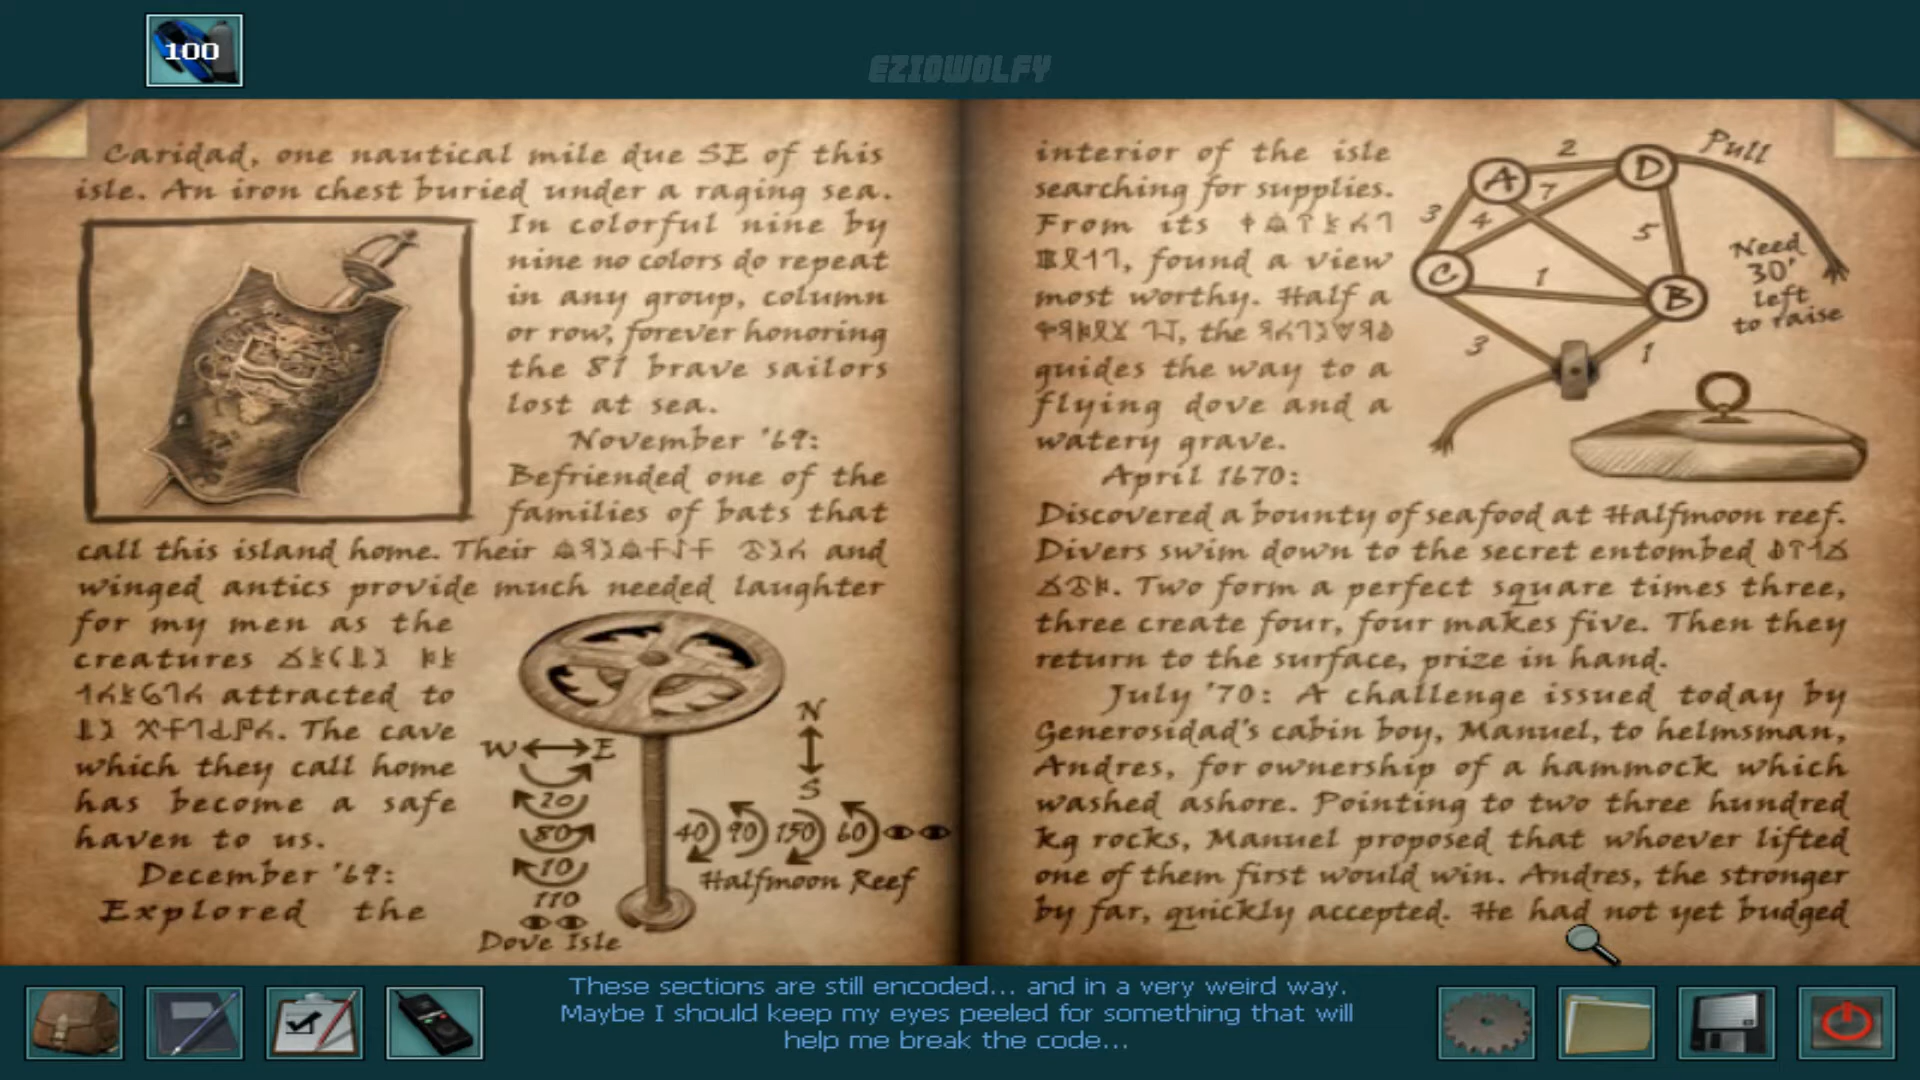 100
EZIOWOLFY
Caridad, one nautical mile due SE of this
isle. An iron chest buried under a raging sea.
In colorful nine by
nine no colors do repeat
in any group, column
or row, forever honoring
the 81 brave sailors
lost at sea.
November '69:
Befriended one of the
families of bats that
call this island home. Their and
winged antics provide much needed laughter
for my men as the
creatures
attracted to
The cave
which they call home
has become a safe
haven to us.
December '69:
Explored the
W E
20
80
10
110
Dove Isle
N
S
40 90 150 60
Halfmoon Reef
interior of the isle
searching for supplies.
From its
, found a view
most worthy. Half a
, the
guides the way to a
flying dove and a
watery grave.
April 1670:
Discovered a bounty of seafood at Halfmoon reef.
Divers swim down to the secret entombed
. Two form a perfect square times three,
three create four, four makes five. Then they
return to the surface, prize in hand.
July '70: A challenge issued today by
Generosidad's cabin boy, Manuel, to helmsman,
Andres, for ownership of a hammock which
washed ashore. Pointing to two three hundred
kg rocks, Manuel proposed that whoever lifted
one of them first would win. Andres, the stronger
by far, quickly accepted. He had not yet budged
A 2 D Pull
3 4 7 5
C 1 B
3 1
Need
30'
left
to raise
These sections are still encoded... and in a very weird way.
Maybe I should keep my eyes peeled for something that will
help me break the code...